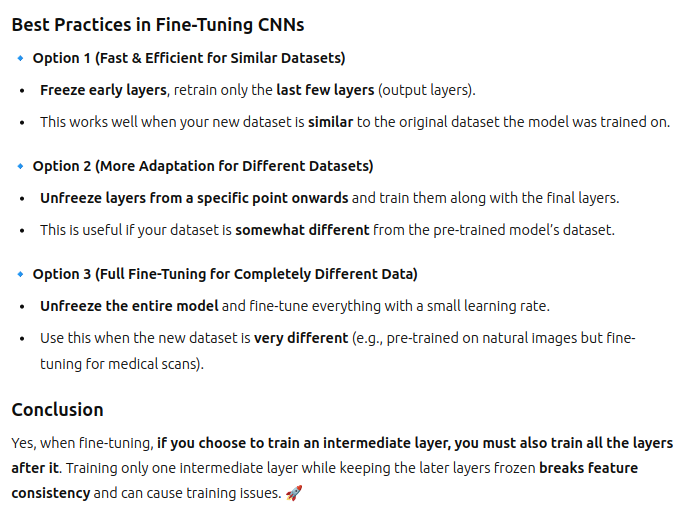 Best Practices in Fine-Tuning CNNs
🔹 Option 1 (Fast & Efficient for Similar Datasets)
• Freeze early layers, retrain only the last few layers (output layers).
• This works well when your new dataset is similar to the original dataset the model was trained on.
🔹 Option 2 (More Adaptation for Different Datasets)
• Unfreeze layers from a specific point onwards and train them along with the final layers.
• This is useful if your dataset is somewhat different from the pre-trained model’s dataset.
🔹 Option 3 (Full Fine-Tuning for Completely Different Data)
• Unfreeze the entire model and fine-tune everything with a small learning rate.
• Use this when the new dataset is very different (e.g., pre-trained on natural images but fine-
tuning for medical scans).
Conclusion
Yes, when fine-tuning, if you choose to train an intermediate layer, you must also train all the layers
after it. Training only one intermediate layer while keeping the later layers frozen breaks feature
consistency and can cause training issues. 🚀